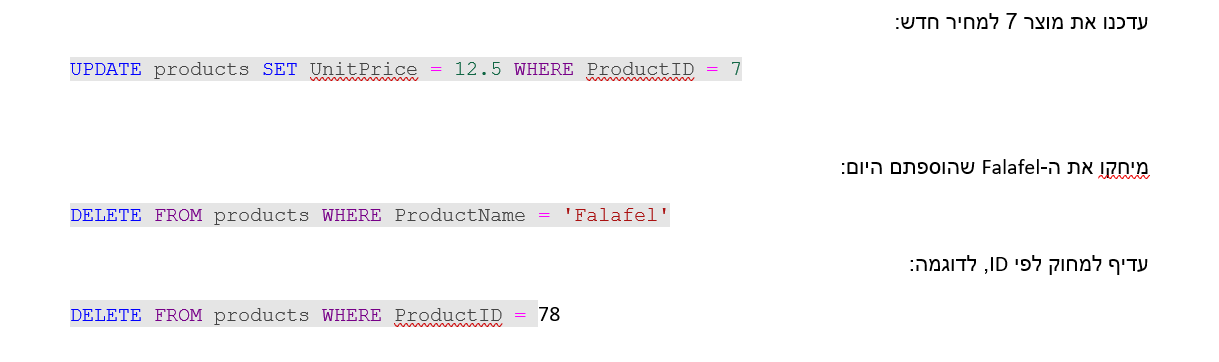 עדכנו את מוצר 7 למחיר חדש:
UPDATE products SET UnitPrice = 12.5 WHERE ProductID = 7
מיחקו את ה-Falafel שהוספתם היום:
DELETE FROM products WHERE ProductName = 'Falafel'
עדיף למחוק לפי ID, לדוגמה:
DELETE FROM products WHERE ProductID = 78